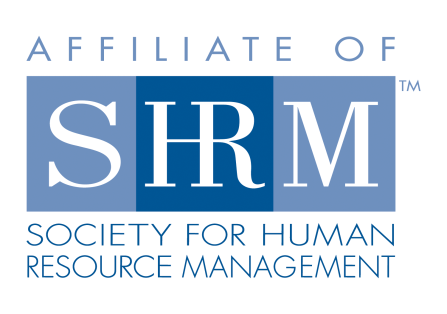 AFFILIATE OF
SHRM™
SOCIETY FOR HUMAN
RESOURCE MANAGEMENT